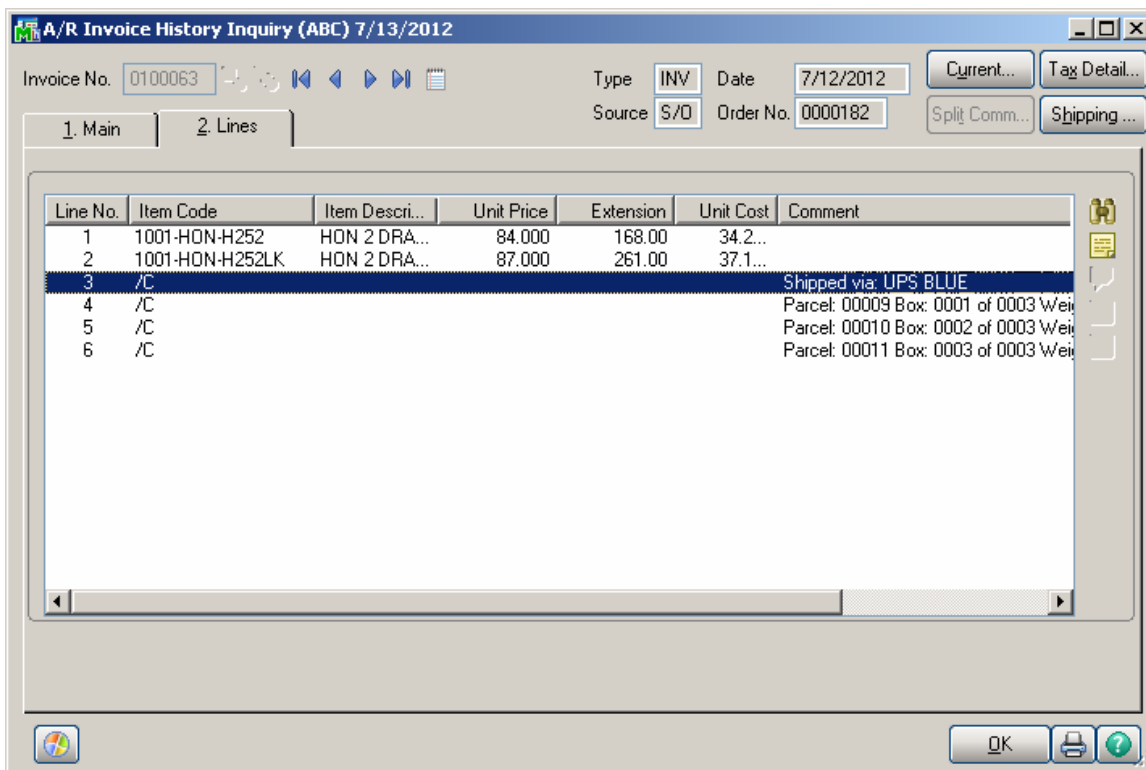 A/R Invoice History Inquiry (ABC) 7/13/2012
Invoice No. 0100063 Type INV Date 7/12/2012 Current... Tax Detail...
Source S/O Order No. 0000182 Split Comm... Shipping ...
1. Main 2. Lines
Line No. Item Code Item Descri... Unit Price Extension Unit Cost Comment
1 1001-HON-H252 HON 2 DRA... 84.000 168.00 34.2...
2 1001-HON-H252LK HON 2 DRA... 87.000 261.00 37.1...
3 /C Shipped via: UPS BLUE
4 /C Parcel: 00009 Box: 0001 of 0003 Wei
5 /C Parcel: 00010 Box: 0002 of 0003 Wei
6 /C Parcel: 00011 Box: 0003 of 0003 Wei
OK